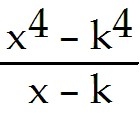 x⁴ – k⁴
x – k